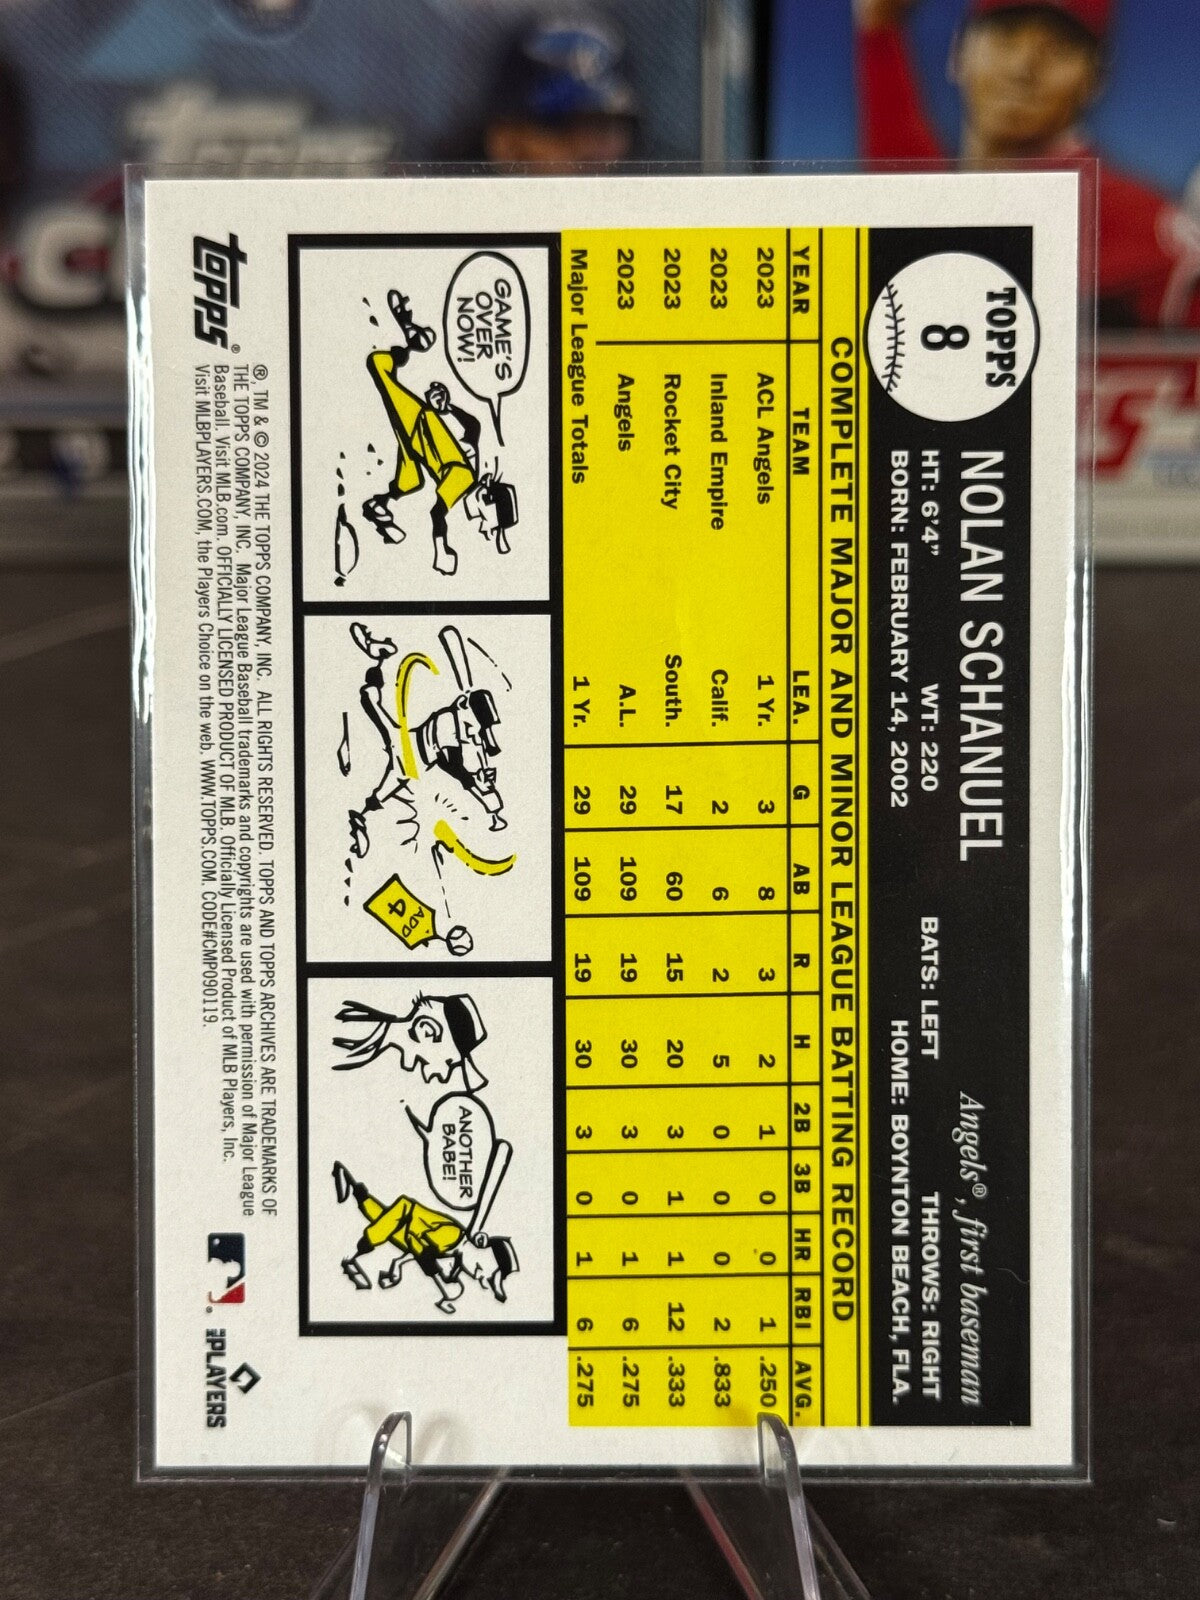 TOPPS
8
NOLAN SCHANUEL
Angels®, first baseman
HT: 6'4" WT: 220 BATS: LEFT THROWS: RIGHT
BORN: FEBRUARY 14, 2002 HOME: BOYNTON BEACH, FLA.
COMPLETE MAJOR AND MINOR LEAGUE BATTING RECORD
YEAR TEAM LEA. G AB R H 2B 3B HR RBI AVG.
2023 ACL Angels 1 Yr. 3 8 3 2 1 0 0 1 .250
2023 Inland Empire Calif. 2 6 2 5 0 0 0 2 .833
2023 Rocket City South. 17 60 15 20 3 1 1 12 .333
2023 Angels A.L. 29 109 19 30 3 0 1 6 .275
Major League Totals 1 Yr. 29 109 19 30 3 0 1 6 .275
GAME'S
OVER
NOW!
ADD
4
ANOTHER
BABE!
topps®
®, TM & © 2024 THE TOPPS COMPANY, INC. ALL RIGHTS RESERVED. TOPPS AND TOPPS ARCHIVES ARE TRADEMARKS OF
THE TOPPS COMPANY, INC. Major League Baseball trademarks and copyrights are used with permission of Major League
Baseball. Visit MLB.com. OFFICIALLY LICENSED PRODUCT OF MLB. Officially Licensed Product of MLB Players, Inc.
Visit MLBPLAYERS.COM, the Players Choice on the web. WWW.TOPPS.COM. CODE#CMP090119.
MLB PLAYERS
topps